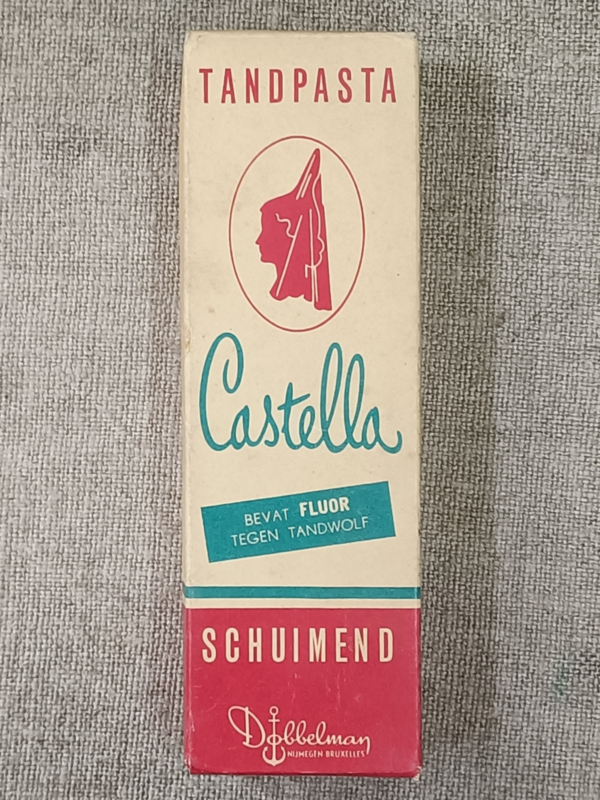 TANDPASTA
Castella
BEVAT FLUOR
TEGEN TANDWOLF
SCHUIMEND
Dobbelman
NIJMEGEN BRUXELLES